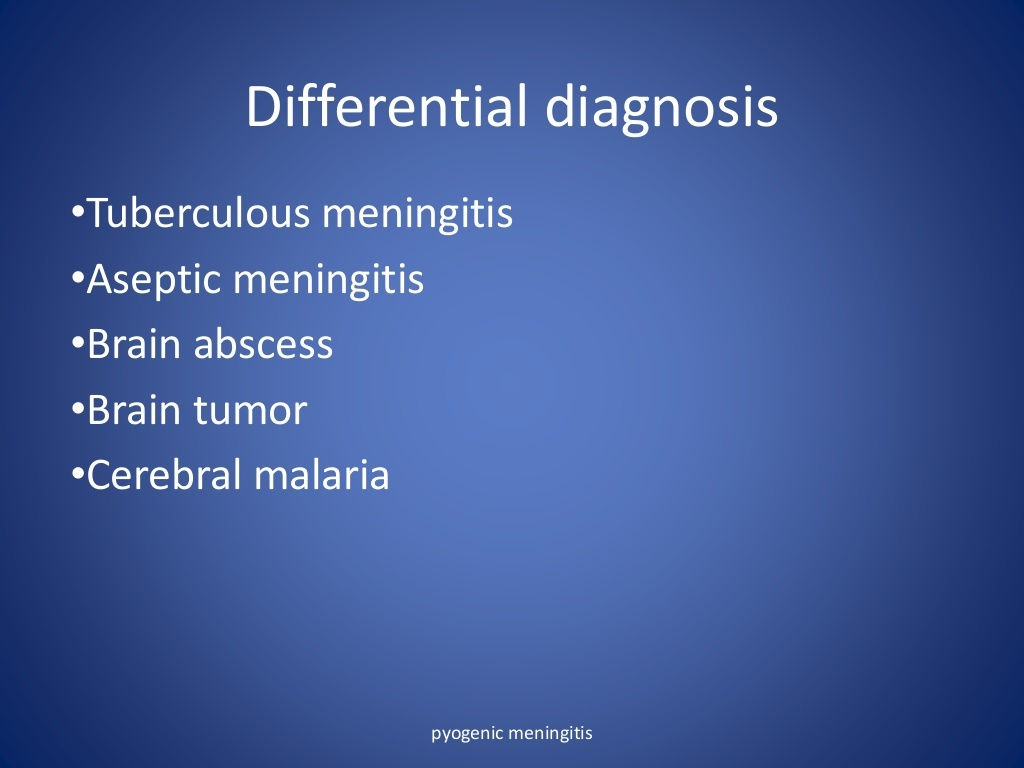 Differential diagnosis
•Tuberculous meningitis
•Aseptic meningitis
•Brain abscess
•Brain tumor
•Cerebral malaria
pyogenic meningitis